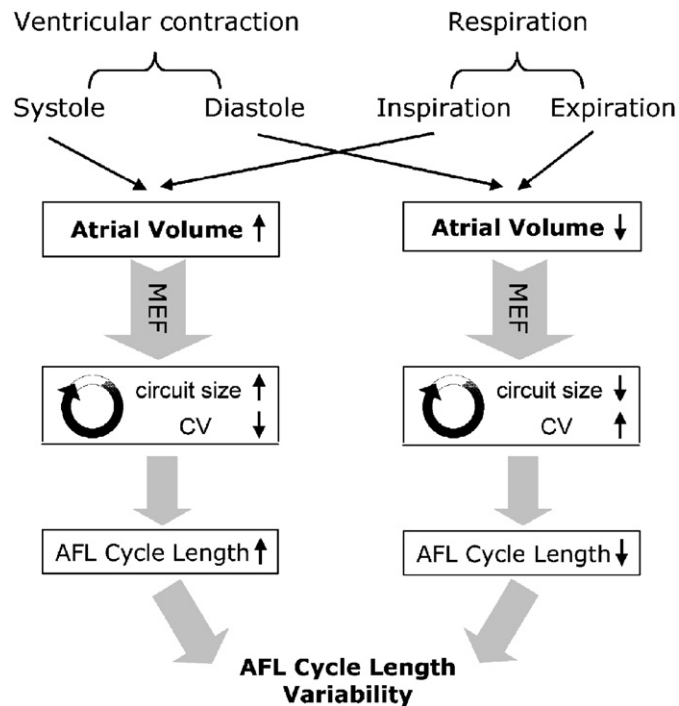 Ventricular contraction Respiration
Systole Diastole Inspiration Expiration
Atrial Volume ↑ Atrial Volume ↓
MEF MEF
circuit size ↑ circuit size ↓
CV ↓ CV ↑
AFL Cycle Length ↑ AFL Cycle Length ↓
AFL Cycle Length
Variability